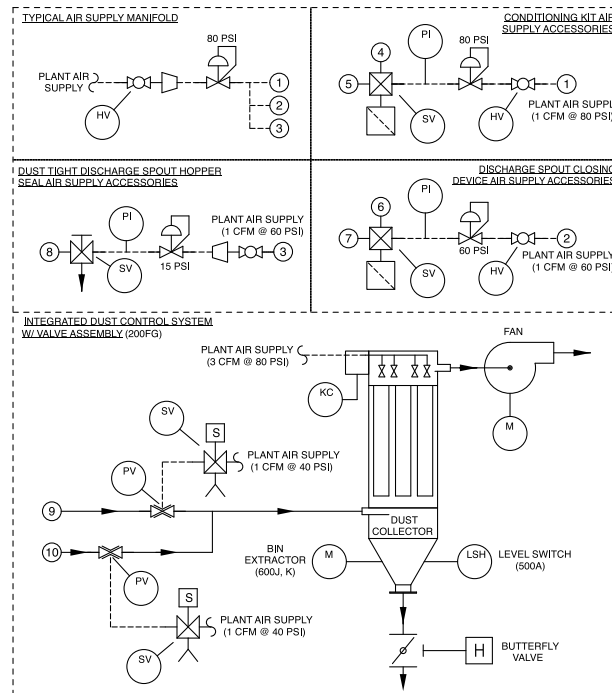 TYPICAL AIR SUPPLY MANIFOLD
80 PSI
PLANT AIR
SUPPLY
HV
1
2
3
CONDITIONING KIT AIR
SUPPLY ACCESSORIES
4
PI
80 PSI
5
1
SV
HV
PLANT AIR SUPPLY
(1 CFM @ 80 PSI)
DUST TIGHT DISCHARGE SPOUT HOPPER
SEAL AIR SUPPLY ACCESSORIES
PI
PLANT AIR SUPPLY
(1 CFM @ 60 PSI)
8
SV
15 PSI
3
DISCHARGE SPOUT CLOSING
DEVICE AIR SUPPLY ACCESSORIES
6
PI
7
60 PSI
2
SV
HV
PLANT AIR SUPPLY
(1 CFM @ 60 PSI)
INTEGRATED DUST CONTROL SYSTEM
W/ VALVE ASSEMBLY (200FG)
PLANT AIR SUPPLY
(3 CFM @ 80 PSI)
KC
FAN
M
SV
S
PLANT AIR SUPPLY
(1 CFM @ 40 PSI)
PV
9
10
PV
DUST
COLLECTOR
BIN
EXTRACTOR
(600J, K)
M
LSH
LEVEL SWITCH
(500A)
S
PLANT AIR SUPPLY
(1 CFM @ 40 PSI)
SV
H
BUTTERFLY
VALVE